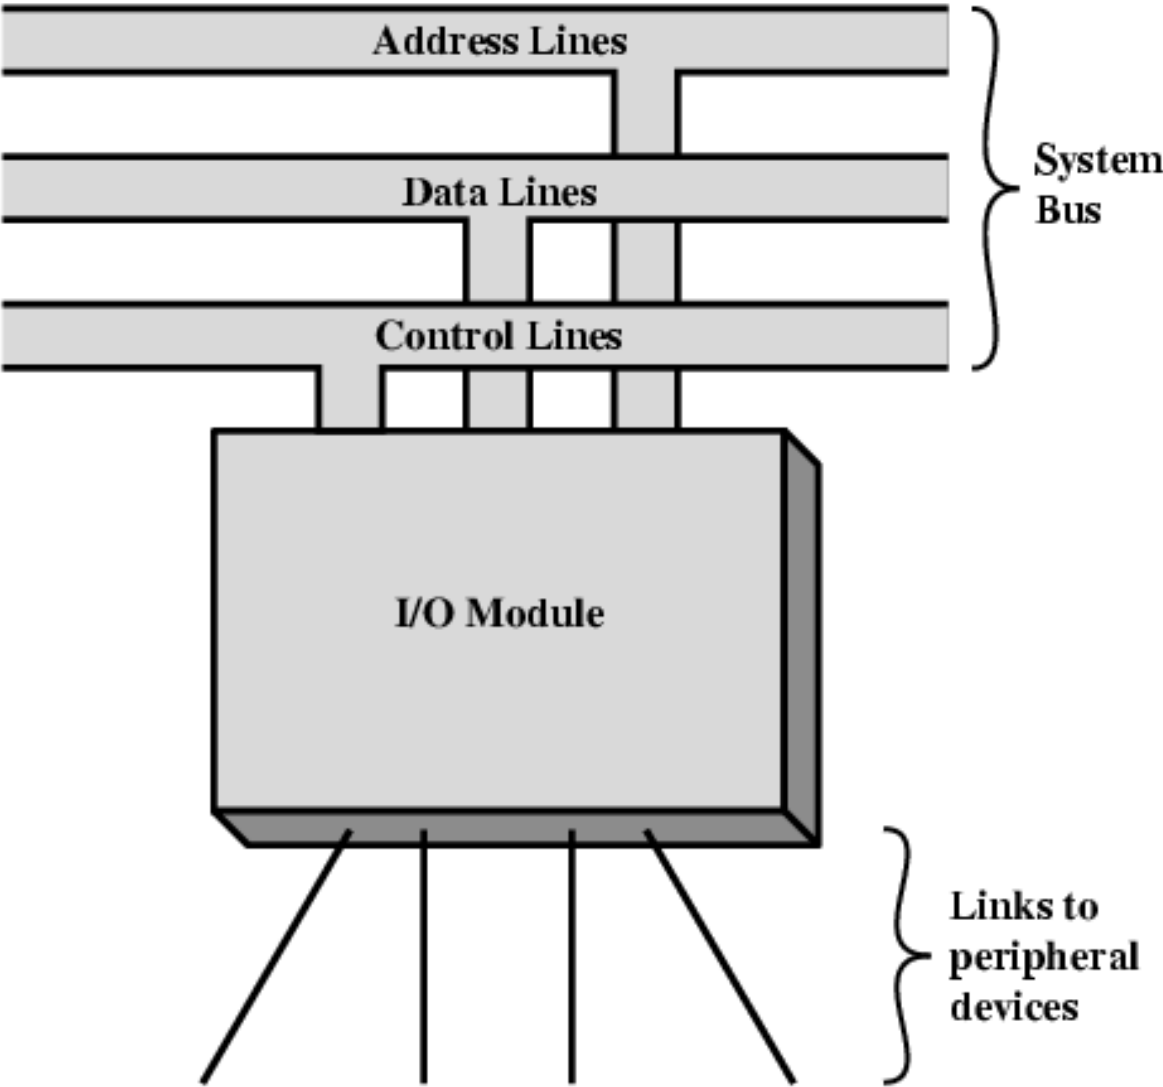 Address Lines
Data Lines
Control Lines
System
Bus
I/O Module
Links to
peripheral
devices